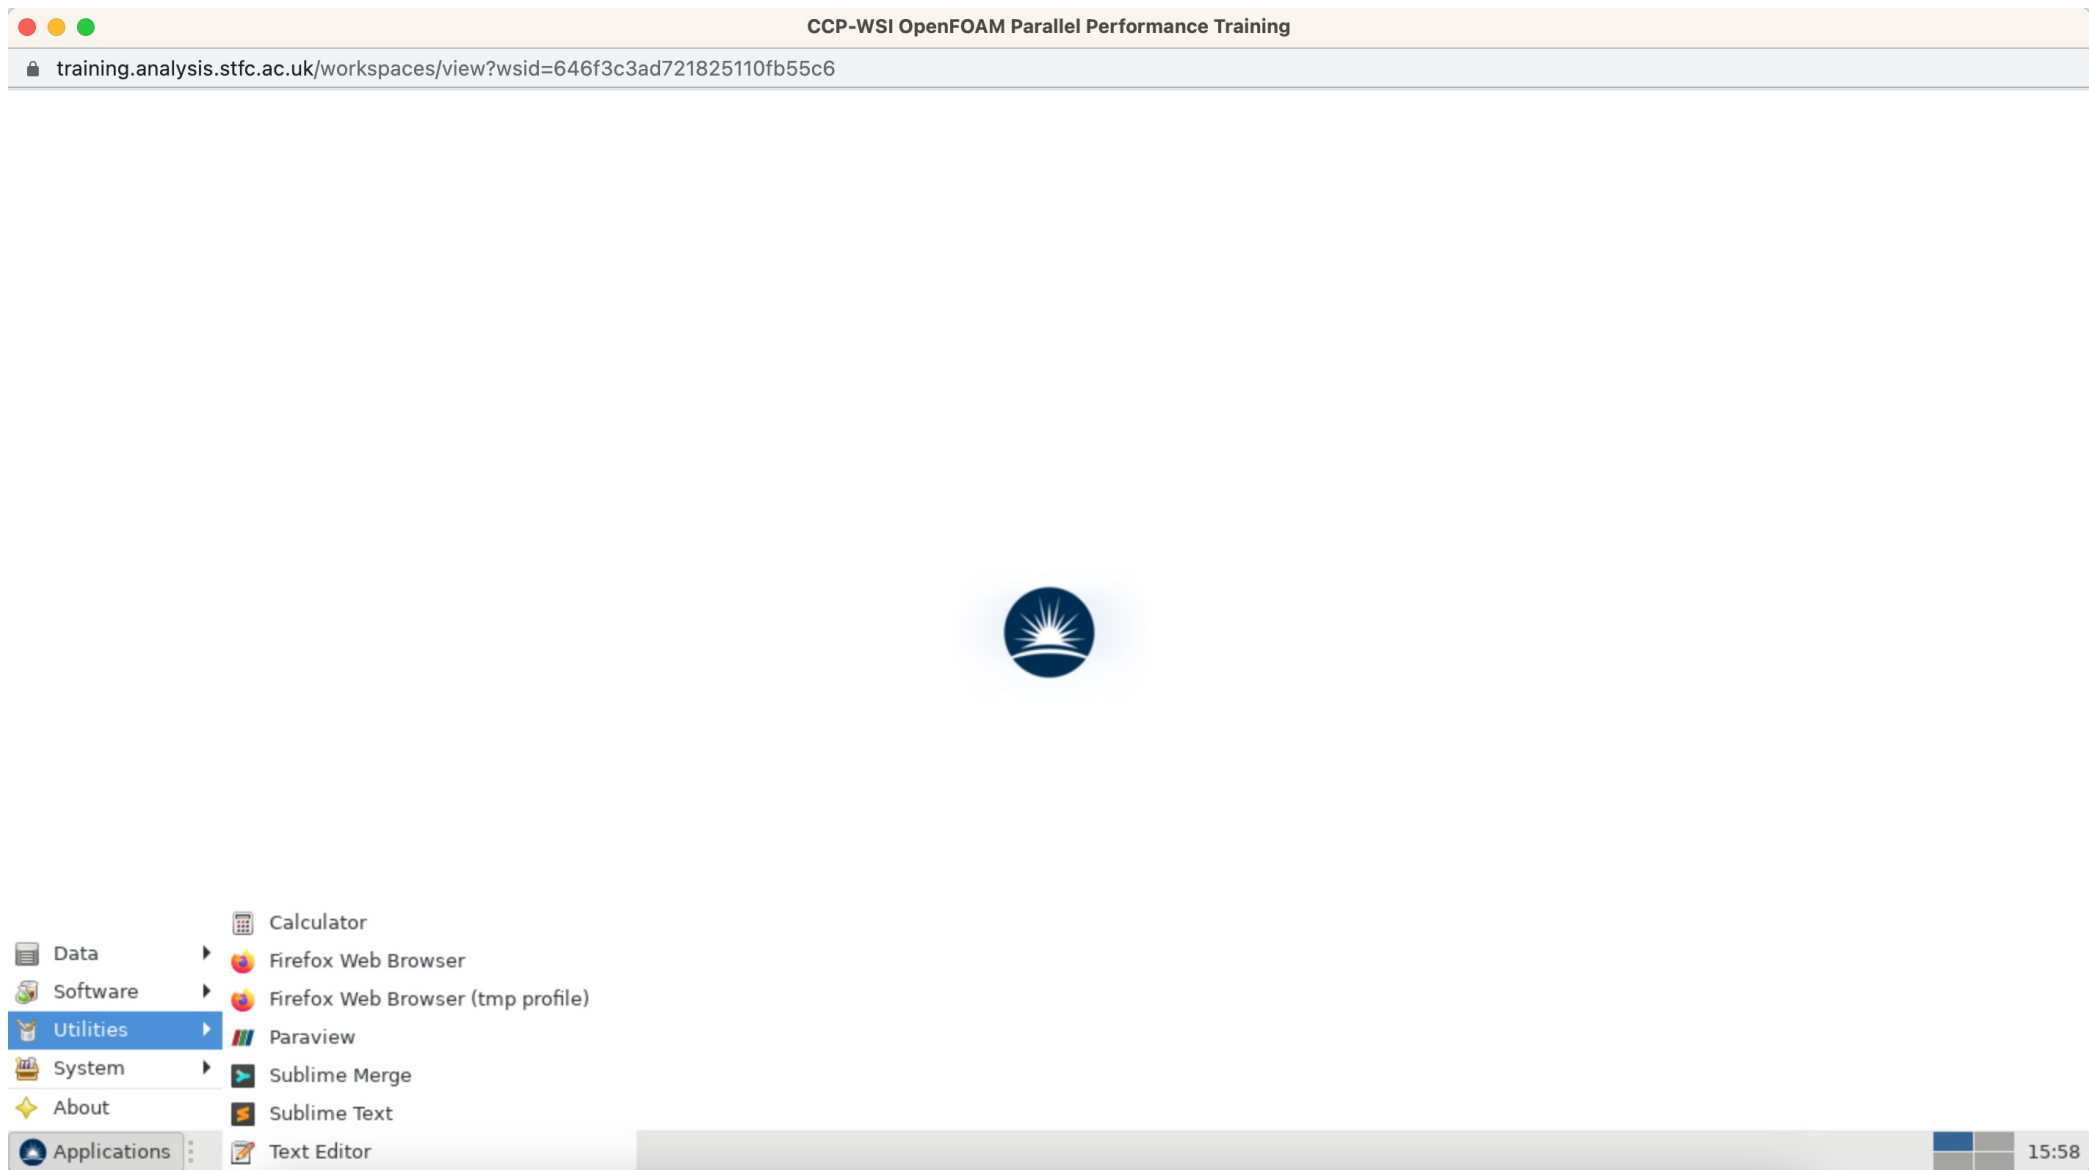 CCP-WSI OpenFOAM Parallel Performance Training
training.analysis.stfc.ac.uk/workspaces/view?wsid=646f3c3ad721825110fb55c6
Data
Software
Utilities
System
About
Applications
Calculator
Firefox Web Browser
Firefox Web Browser (tmp profile)
Paraview
Sublime Merge
Sublime Text
Text Editor
15:58